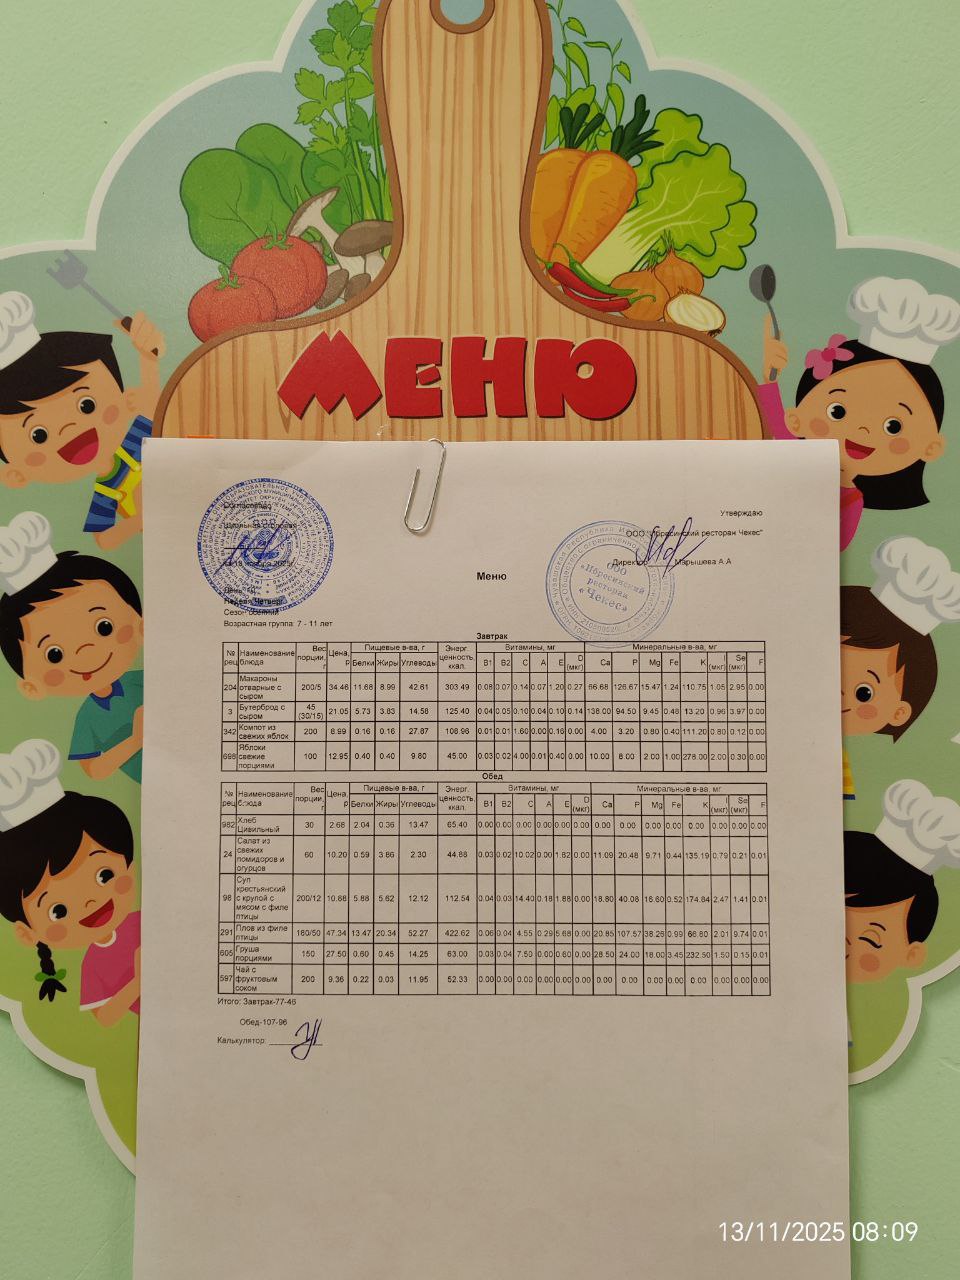 Меню
Согласовано
Школьная столовая
Утверждаю
ООО "Ибресинский ресторан Чекес"
Директор Марышева А.А
ООО
«Ибресинский
ресторан
«Чекес»
Меню
Неделя Четверг
Сезон осенний
Возрастная группа: 7 - 11 лет
Завтрак
№ рец Наименование блюда Вес порции, г Цена, р Пищевые в-ва, г Белки Жиры Углеводы Энерг. ценность, ккал. Витамины, мг B1 B2 C A E D (мкг) Минеральные в-ва, мг Ca P Mg Fe K I (мкг) Se (мкг) F
204 Макароны отварные с сыром 200/5 34.46 11.68 8.99 42.61 303.49 0.08 0.07 0.14 0.07 1.20 0.27 66.68 126.67 15.47 1.24 110.75 1.05 2.95 0.00
3 Бутерброд с сыром 45 (30/15) 21.05 5.73 3.83 14.58 125.40 0.04 0.05 0.10 0.04 0.10 0.14 138.00 94.50 9.45 0.48 13.20 0.96 3.97 0.00
342 Компот из свежих яблок 200 8.99 0.16 0.16 27.87 108.96 0.01 0.01 1.60 0.00 0.16 0.00 4.00 3.20 0.80 0.40 111.20 0.80 0.12 0.00
698 Яблоки свежие порциями 100 12.95 0.40 0.40 9.80 45.00 0.03 0.02 4.00 0.01 0.40 0.00 10.00 8.00 2.00 1.00 278.00 2.00 0.30 0.00
Обед
№ рец Наименование блюда Вес порции, г Цена, р Пищевые в-ва, г Белки Жиры Углеводы Энерг. ценность, ккал. Витамины, мг B1 B2 C A E D (мкг) Минеральные в-ва, мг Ca P Mg Fe K I (мкг) Se (мкг) F
982 Хлеб Цивильный 30 2.68 2.04 0.36 13.47 65.40 0.00 0.00 0.00 0.00 0.00 0.00 0.00 0.00 0.00 0.00 0.00 0.00 0.00 0.00
24 Салат из свежих помидоров и огурцов 60 10.20 0.59 3.86 2.30 44.88 0.03 0.02 10.02 0.00 1.82 0.00 11.09 20.48 9.71 0.44 135.19 0.79 0.21 0.01
98 Суп крестьянский с крупой с мясом с филе птицы 200/12 10.88 5.88 5.62 12.12 112.54 0.04 0.03 14.40 0.18 1.88 0.00 18.80 40.08 16.60 0.52 174.84 2.47 1.41 0.01
291 Плов из филе птицы 160/50 47.34 13.47 20.34 52.27 422.62 0.06 0.04 4.55 0.29 5.68 0.00 20.85 107.57 38.26 0.99 66.60 2.01 9.74 0.01
605 Груша порциями 150 27.50 0.60 0.45 14.25 63.00 0.03 0.04 7.50 0.00 0.60 0.00 28.50 24.00 18.00 3.45 232.50 1.50 0.15 0.01
597 Чай с фруктовым соком 200 9.36 0.22 0.03 11.95 52.33 0.00 0.00 0.00 0.00 0.00 0.00 0.00 0.00 0.00 0.00 0.00 0.00 0.00 0.00
Итого: Завтрак-77-46
Обед-107-96
Калькулятор:
13/11/2025 08:09